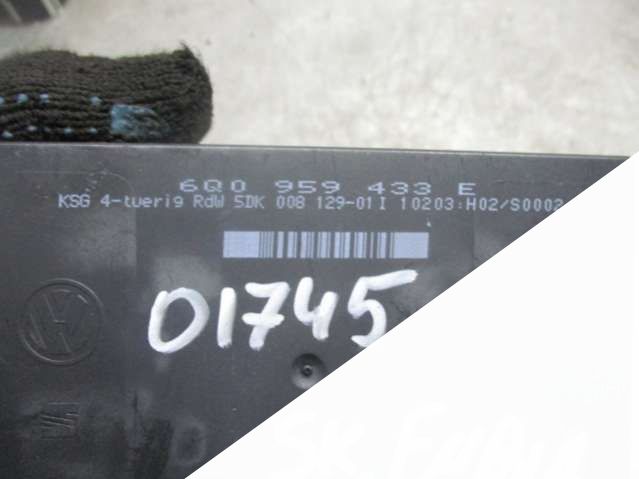 6Q0 959 433 E
KSG 4-tuerig RdW 5DK 008 129-01 I 10203:H02/S0002
01745